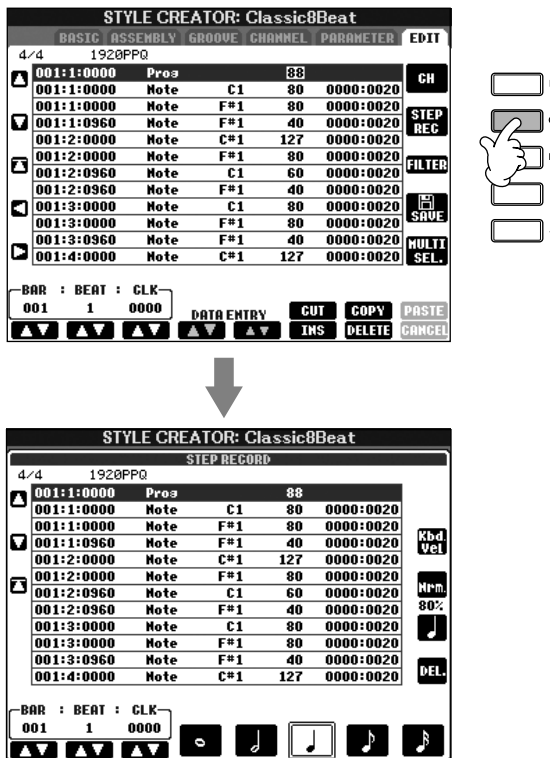 STYLE CREATOR: Classic8Beat
BASIC ASSEMBLY GROOVE CHANNEL PARAMETER EDIT
4/4 1920PPQ
001:1:0000 Prog 88
001:1:0000 Note C1 80 0000:0020
001:1:0000 Note F#1 80 0000:0020
001:1:0960 Note F#1 40 0000:0020
001:2:0000 Note C#1 127 0000:0020
001:2:0000 Note F#1 80 0000:0020
001:2:0960 Note C1 60 0000:0020
001:2:0960 Note F#1 40 0000:0020
001:3:0000 Note C1 80 0000:0020
001:3:0000 Note F#1 80 0000:0020
001:3:0960 Note F#1 40 0000:0020
001:4:0000 Note C#1 127 0000:0020
CH
STEP
REC
FILTER
SAVE
MULTI
SEL.
BAR : BEAT : CLK
001 1 0000
DATA ENTRY
CUT COPY PASTE
INS DELETE CANCEL
STYLE CREATOR: Classic8Beat
STEP RECORD
4/4 1920PPQ
001:1:0000 Prog 88
001:1:0000 Note C1 80 0000:0020
001:1:0000 Note F#1 80 0000:0020
001:1:0960 Note F#1 40 0000:0020
001:2:0000 Note C#1 127 0000:0020
001:2:0000 Note F#1 80 0000:0020
001:2:0960 Note C1 60 0000:0020
001:2:0960 Note F#1 40 0000:0020
001:3:0000 Note C1 80 0000:0020
001:3:0000 Note F#1 80 0000:0020
001:3:0960 Note F#1 40 0000:0020
001:4:0000 Note C#1 127 0000:0020
Kbd.
Vel
Nrm.
80%
DEL.
BAR : BEAT : CLK
001 1 0000